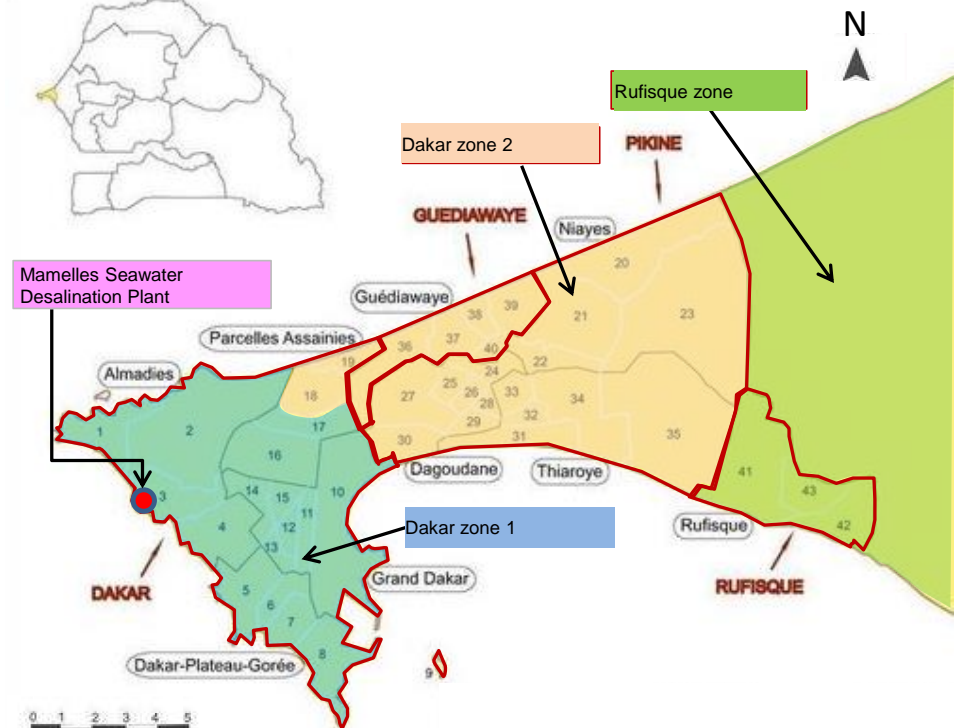 N
Rufisque zone
Dakar zone 2
PIKINE
GUEDIAWAYE
Niayes
20
Mamelles Seawater
Desalination Plant
Guédiawaye
39
38
21
23
Parcelles Assainies
37
36
40
19
22
Almadies
24
25
18
27
26
33
34
28
32
1
2
17
29
30
31
35
16
Dagoudane
Thiaroye
41
14
15
10
43
3
11
4
12
42
Dakar zone 1
Rufisque
13
DAKAR
Grand Dakar
RUFISQUE
5
6
7
8
Dakar-Plateau-Gorée
9
0 1 2 3 4 5